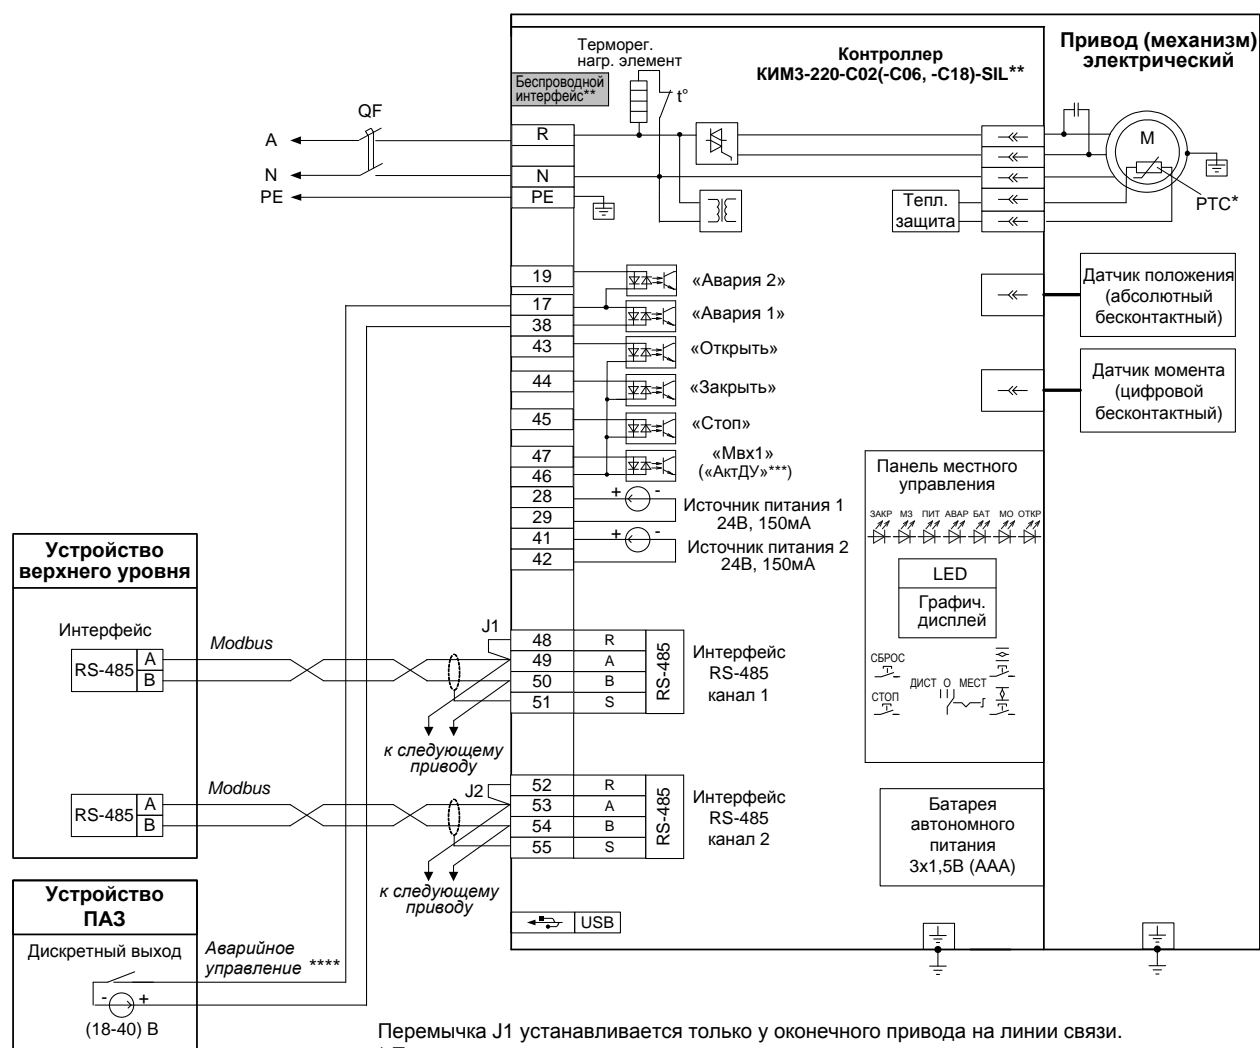 Терморег.
нагр. элемент
Контроллер
КИМ3-220-С02(-С06, -С18)-SIL**
Привод (механизм)
электрический
Беспроводной
интерфейс**
t°
QF
A
R
N
N
PE
PE
M
PTC*
Тепл.
защита
19
«Авария 2»
17
«Авария 1»
38
43
«Открыть»
44
«Закрыть»
45
«Стоп»
47
«Мвх1»
(«АктДУ»***)
46
28
+ -
Источник питания 1
24В, 150мА
29
41
+ -
Источник питания 2
24В, 150мА
42
Датчик положения
(абсолютный
бесконтактный)
Датчик момента
(цифровой
бесконтактный)
Панель местного
управления
ЗАКР МЗ ПИТ АВАР БАТ МО ОТКР
LED
Графич.
дисплей
СБРОС
СТОП
ДИСТ О МЕСТ
Батарея
автономного
питания
3х1,5В (ААА)
Устройство
верхнего уровня
Интерфейс
RS-485
A
B
Modbus
J1
48 R
49 A
50 B
51 S
RS-485
Интерфейс
RS-485
канал 1
к следующему
приводу
RS-485
A
B
Modbus
J2
52 R
53 A
54 B
55 S
RS-485
Интерфейс
RS-485
канал 2
к следующему
приводу
USB
Устройство
ПАЗ
Дискретный выход
Аварийное
управление ****
- +
(18-40) В
Перемычка J1 устанавливается только у оконечного привода на линии связи.